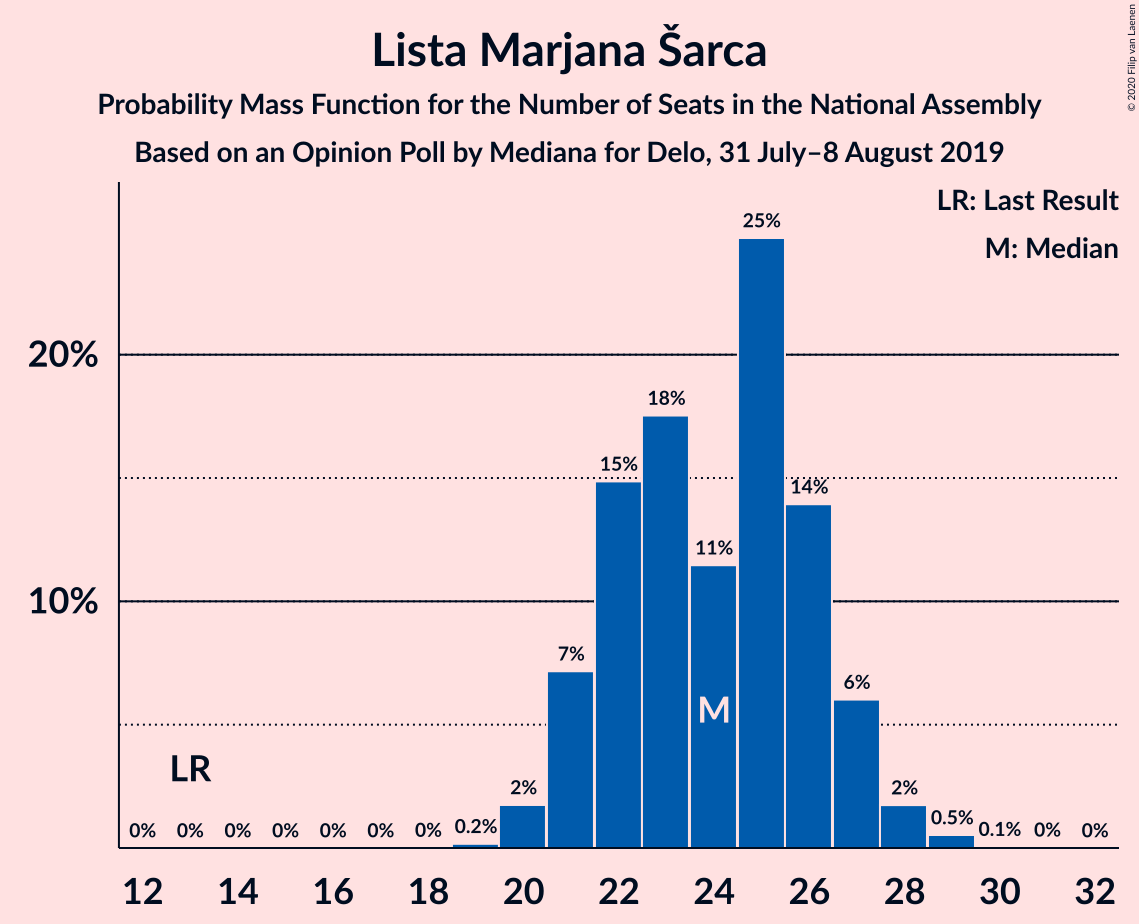 Lista Marjana Šarca
Probability Mass Function for the Number of Seats in the National Assembly
Based on an Opinion Poll by Mediana for Delo, 31 July–8 August 2019
© 2020 Filip van Laenen
LR: Last Result
M: Median
25%
20%
18%
15%
14%
11%
10%
7%
6%
M
LR
0% 0% 0% 0% 0% 0% 0% 0.2% 2% 2% 0.5% 0.1% 0% 0%
12 14 16 18 20 22 24 26 28 30 32